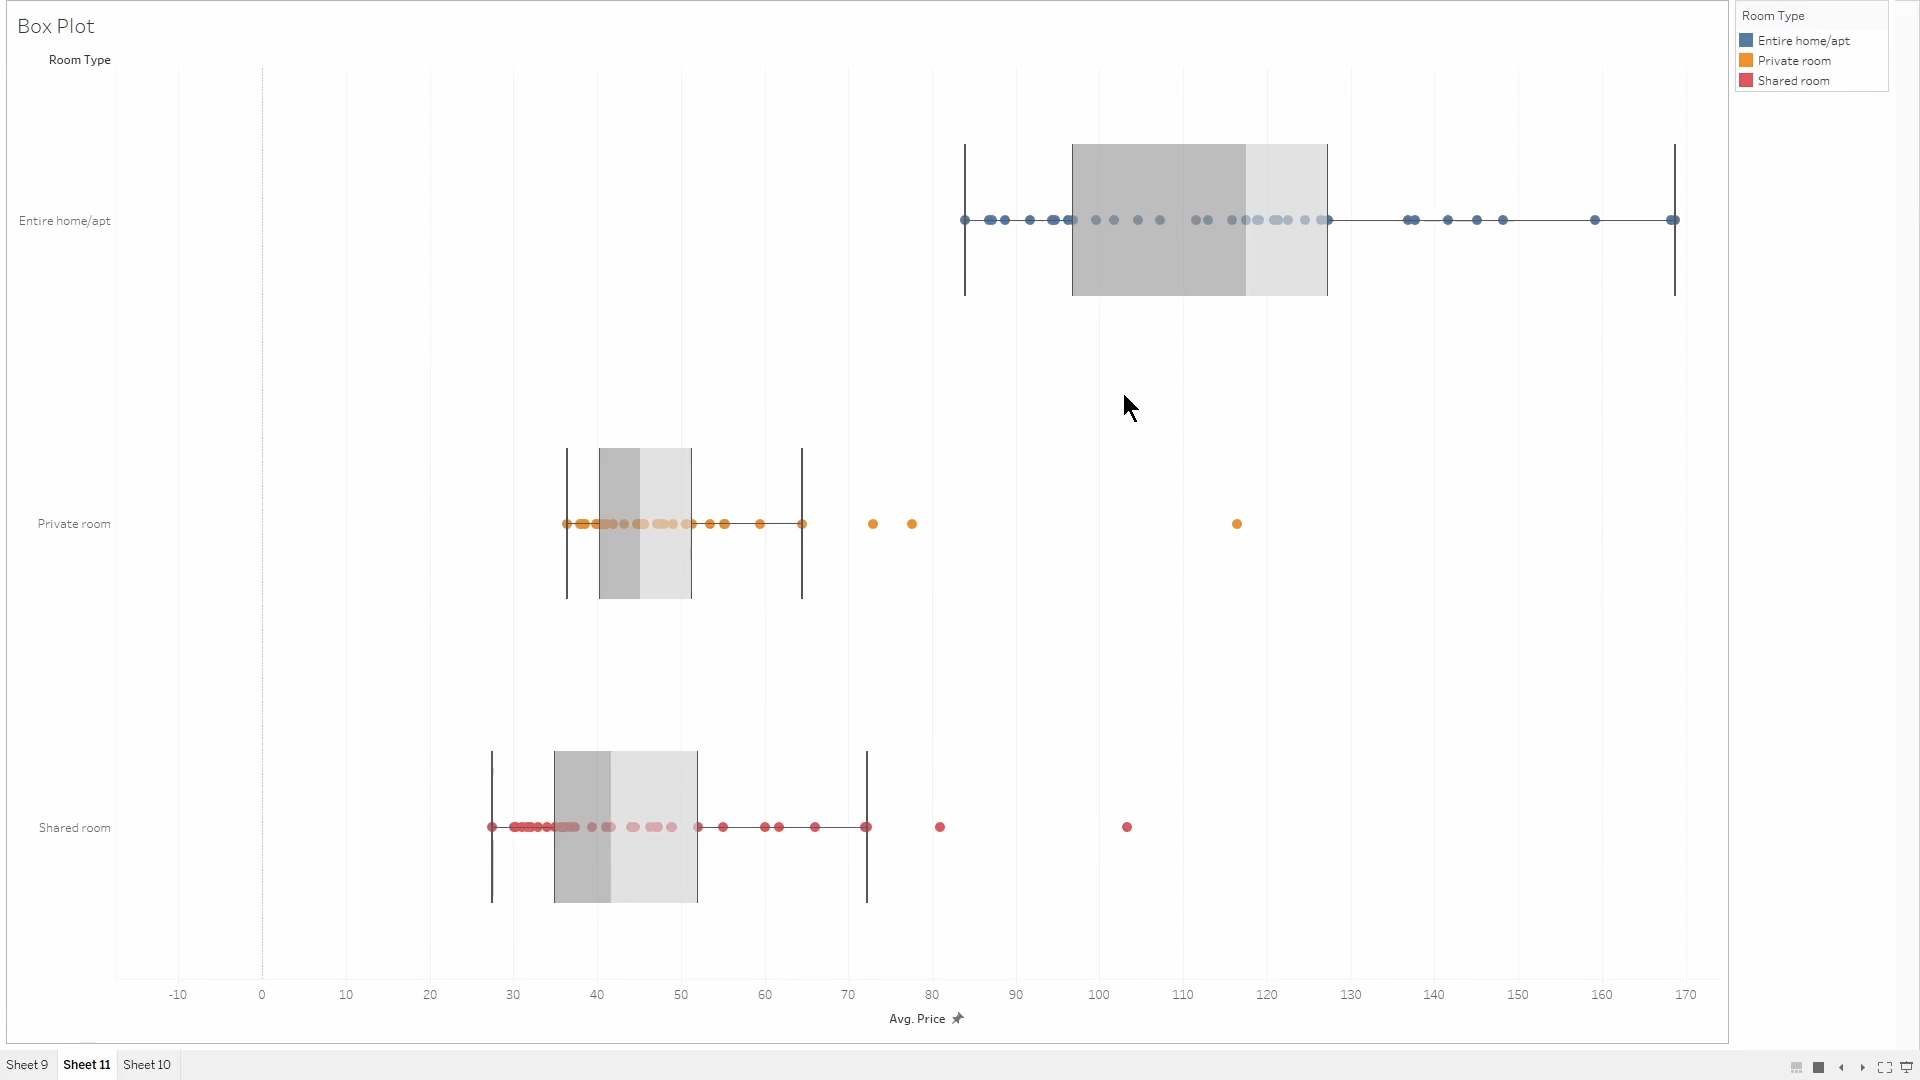 Box Plot
Room Type
Entire home/apt
Private room
Shared room
-10 0 10 20 30 40 50 60 70 80 90 100 110 120 130 140 150 160 170
Avg. Price
Room Type
Entire home/apt
Private room
Shared room
Sheet 9 Sheet 11 Sheet 10